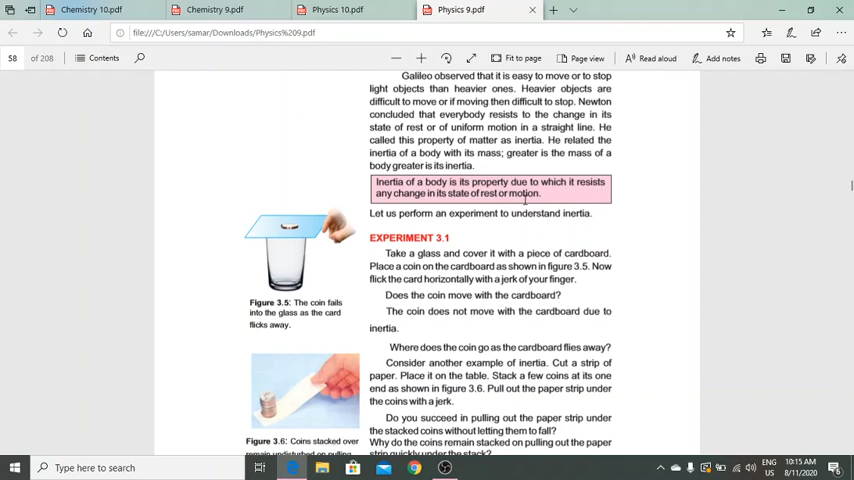 Chemistry 10.pdf
Chemistry 9.pdf
Physics 10.pdf
Physics 9.pdf
file:///C:/Users/samar/Downloads/Physics%209.pdf
58 of 208
Contents
Fit to page
Page view
Read aloud
Add notes
Galileo observed that it is easy to move or to stop
light objects than heavier ones. Heavier objects are
difficult to move or if moving then difficult to stop. Newton
concluded that everybody resists to the change in its
state of rest or of uniform motion in a straight line. He
called this property of matter as inertia. He related the
inertia of a body with its mass; greater is the mass of a
body greater is its inertia.
Inertia of a body is its property due to which it resists
any change in its state of rest or motion.
Let us perform an experiment to understand inertia.
EXPERIMENT 3.1
Take a glass and cover it with a piece of cardboard.
Place a coin on the cardboard as shown in figure 3.5. Now
flick the card horizontally with a jerk of your finger.
Does the coin move with the cardboard?
The coin does not move with the cardboard due to
inertia.
Where does the coin go as the cardboard flies away?
Consider another example of inertia. Cut a strip of
paper. Place it on the table. Stack a few coins at its one
end as shown in figure 3.6. Pull out the paper strip under
the coins with a jerk.
Do you succeed in pulling out the paper strip under
the stacked coins without letting them to fall?
Why do the coins remain stacked on pulling out the paper
strip quickly under the stack?
Figure 3.5: The coin falls
into the glass as the card
flicks away.
Figure 3.6: Coins stacked over
remain undisturbed on pulling
Type here to search
ENG
US
10:15 AM
8/11/2020
6